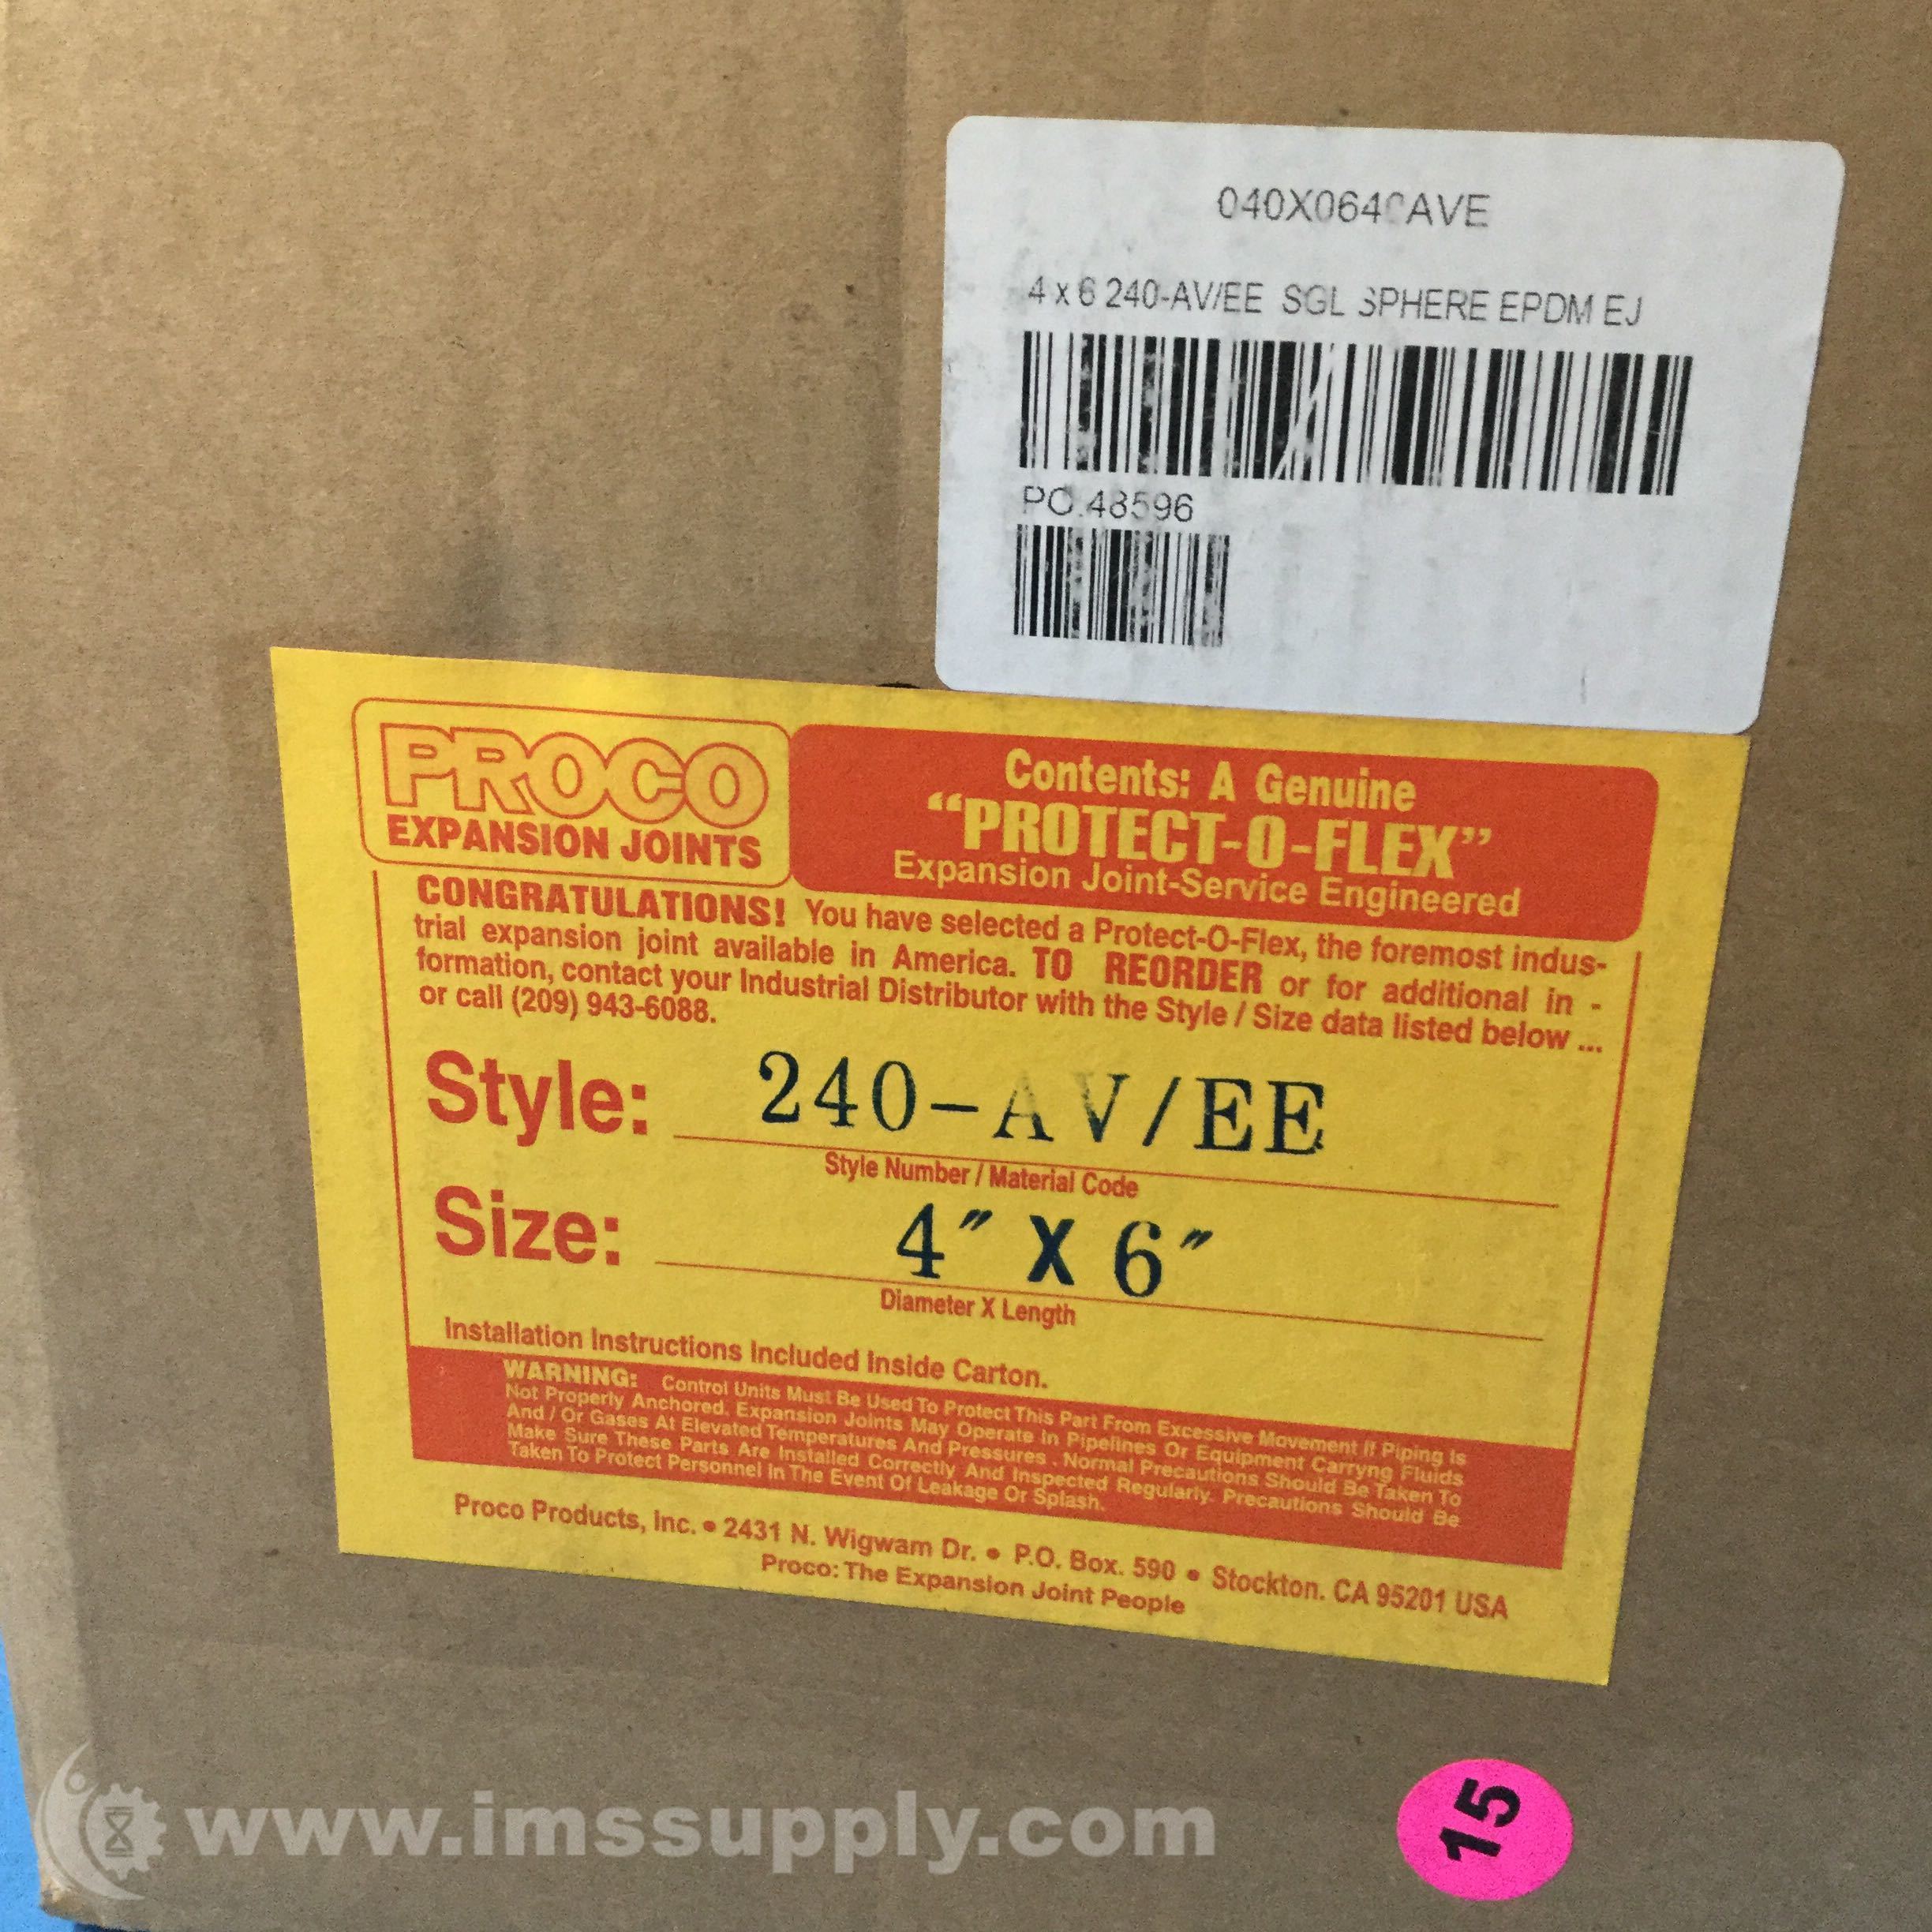 4 x 6 240-AV/EE SGL SPHERE EPDM EJ
PO.48596
PROCO
EXPANSION JOINTS
Contents: A Genuine
“PROTECT-O-FLEX”
Expansion Joint-Service Engineered
CONGRATULATIONS! You have selected a Protect-O-Flex, the foremost indus-
trial expansion joint available in America. TO REORDER or for additional in -
formation, contact your Industrial Distributor with the Style / Size data listed below ...
or call (209) 943-6088.
Style: 240-AV/EE
Style Number / Material Code
Size: 4" X 6"
Diameter X Length
Installation Instructions Included Inside Carton.
WARNING: Control Units Must Be Used To Protect This Part From Excessive Movement If Piping Is
Not Properly Anchored. Expansion Joints May Operate In Pipelines Or Equipment Carryng Fluids
And / Or Gases At Elevated Temperatures And Pressures . Normal Precautions Should Be Taken To
Make Sure These Parts Are Installed Correctly And Inspected Regularly. Precautions Should Be
Taken To Protect Personnel In The Event Of Leakage Or Splash.
Proco Products, Inc. • 2431 N. Wigwam Dr. • P.O. Box. 590 • Stockton. CA 95201 USA
Proco: The Expansion Joint People
15
www.imssupply.com